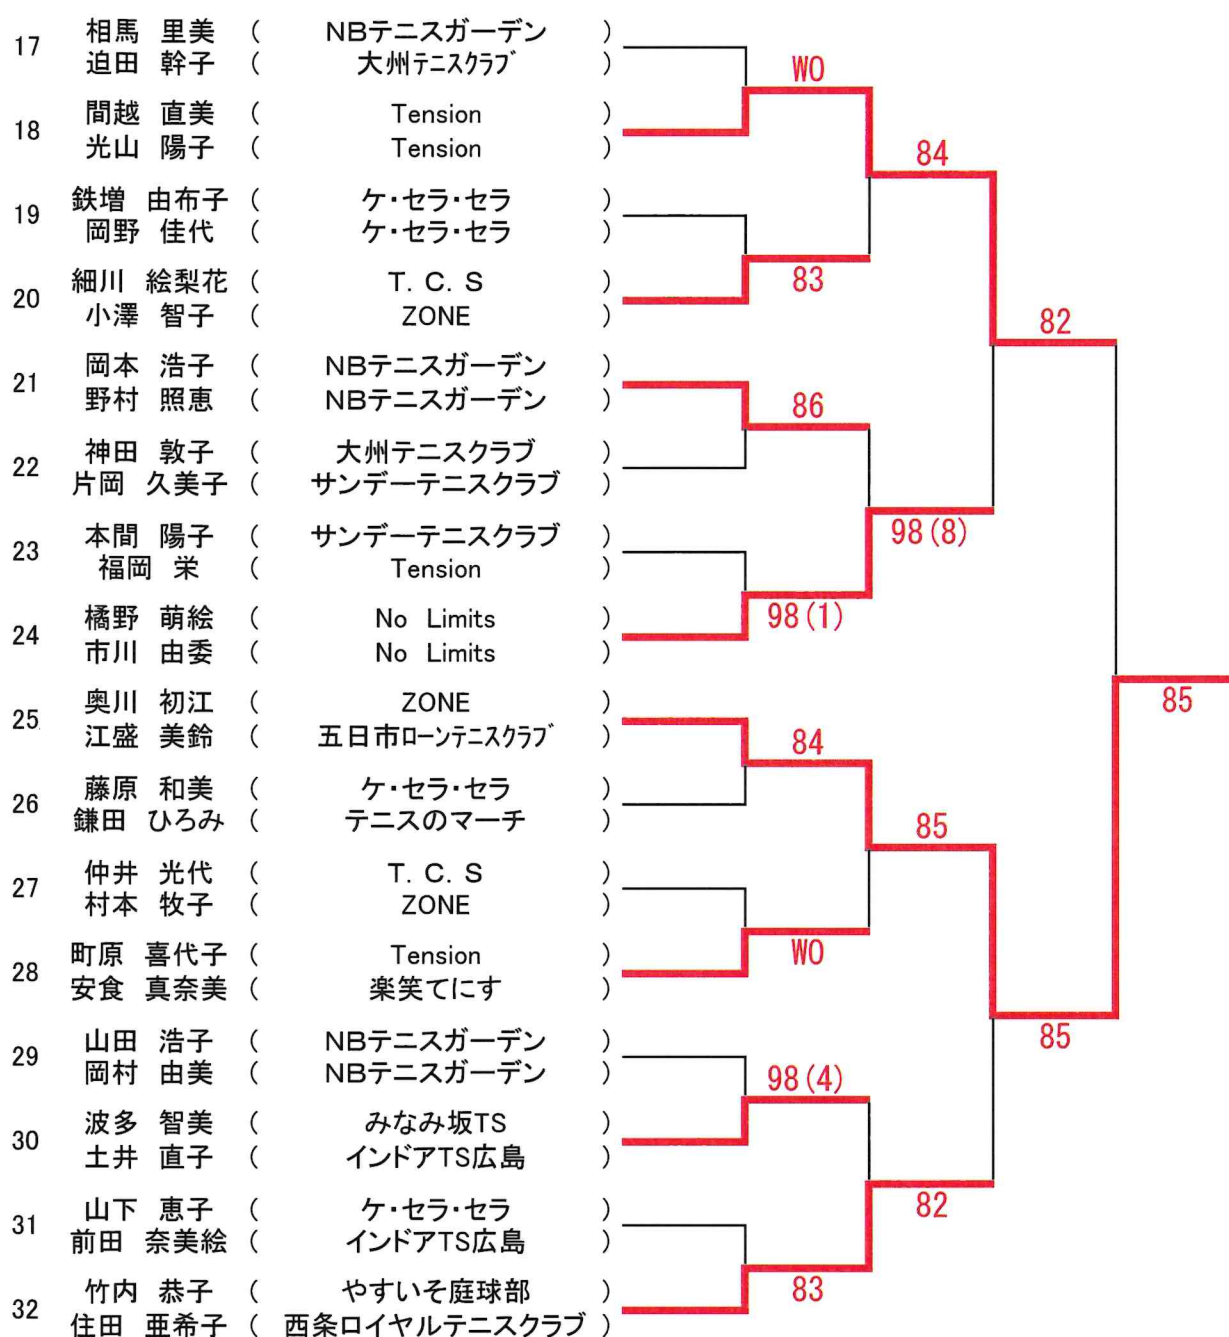 17 相馬 里美 ( NBテニスガーデン )
迫田 幹子 ( 大州テニスクラブ )
WO
18 間越 直美 ( Tension )
光山 陽子 ( Tension )
84
19 鉄増 由布子 ( ケ・セラ・セラ )
岡野 佳代 ( ケ・セラ・セラ )
83
20 細川 絵梨花 ( T. C. S )
小澤 智子 ( ZONE )
82
21 岡本 浩子 ( NBテニスガーデン )
野村 照恵 ( NBテニスガーデン )
86
22 神田 敦子 ( 大州テニスクラブ )
片岡 久美子 ( サンデーテニスクラブ )
98(8)
23 本間 陽子 ( サンデーテニスクラブ )
福岡 栄 ( Tension )
98(1)
24 橘野 萌絵 ( No Limits )
市川 由委 ( No Limits )
85
25 奥川 初江 ( ZONE )
江盛 美鈴 ( 五日市ローンテニスクラブ )
84
26 藤原 和美 ( ケ・セラ・セラ )
鎌田 ひろみ ( テニスのマーチ )
85
27 仲井 光代 ( T. C. S )
村本 牧子 ( ZONE )
WO
28 町原 喜代子 ( Tension )
安食 真奈美 ( 楽笑てにす )
85
29 山田 浩子 ( NBテニスガーデン )
岡村 由美 ( NBテニスガーデン )
98(4)
30 波多 智美 ( みなみ坂TS )
土井 直子 ( インドアTS広島 )
82
31 山下 恵子 ( ケ・セラ・セラ )
前田 奈美絵 ( インドアTS広島 )
83
32 竹内 恭子 ( やすいそ庭球部 )
住田 亜希子 ( 西条ロイヤルテニスクラブ )